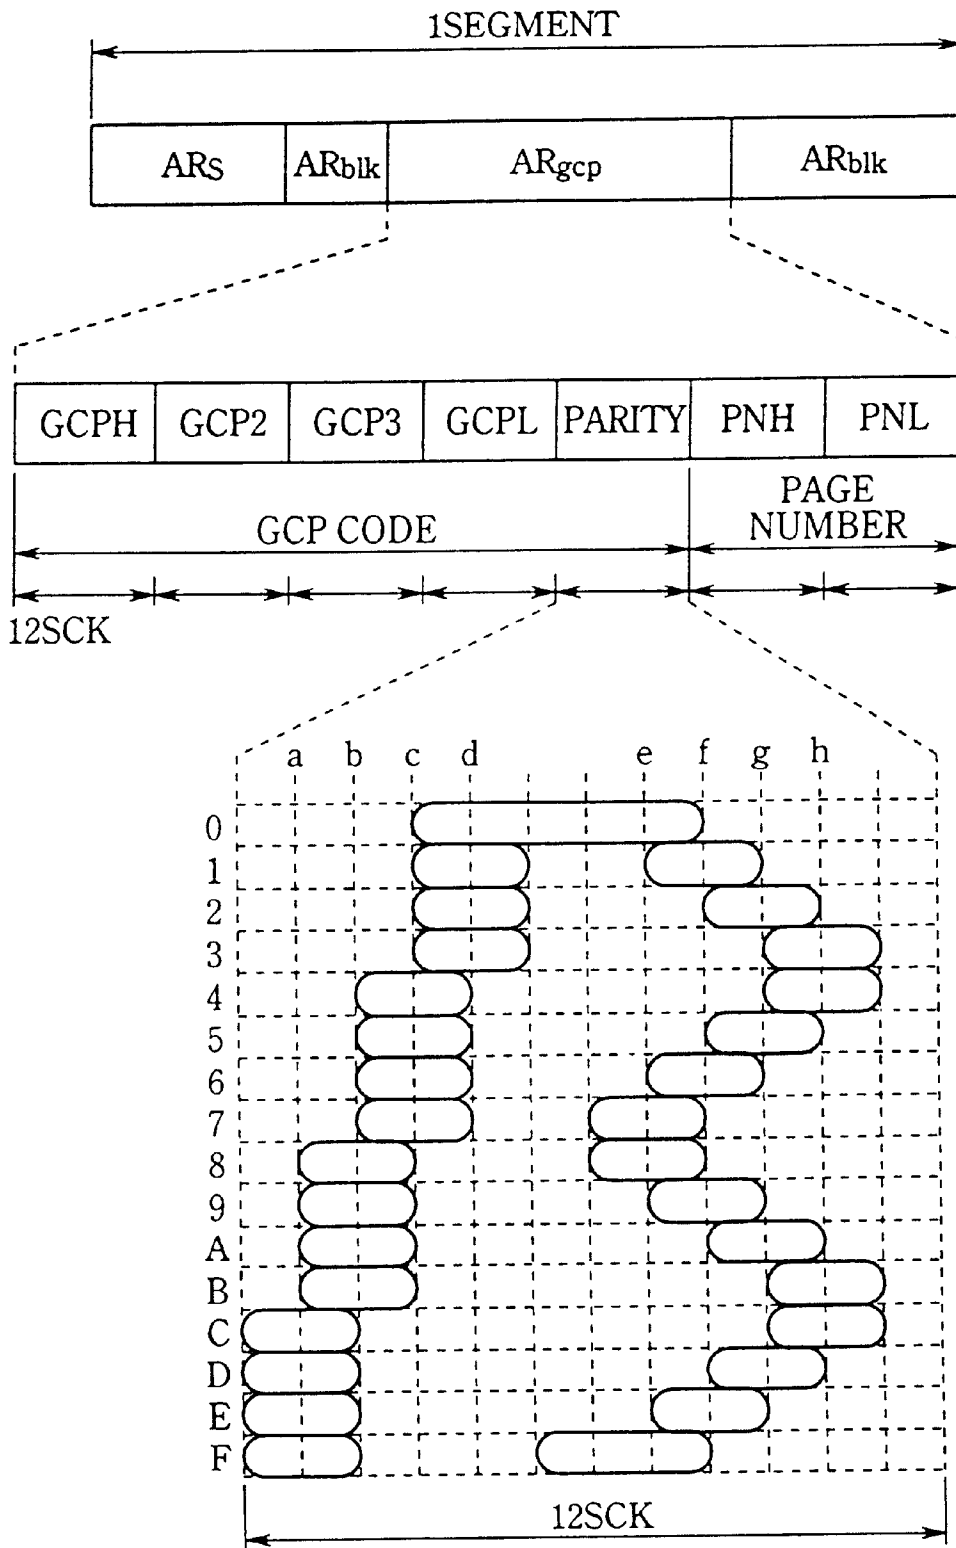 1SEGMENT
ARS ARblk ARgcp ARblk
GCPH GCP2 GCP3 GCPL PARITY PNH PNL
GCP CODE
PAGE
NUMBER
12SCK
a b c d e f g h
0
1
2
3
4
5
6
7
8
9
A
B
C
D
E
F
12SCK